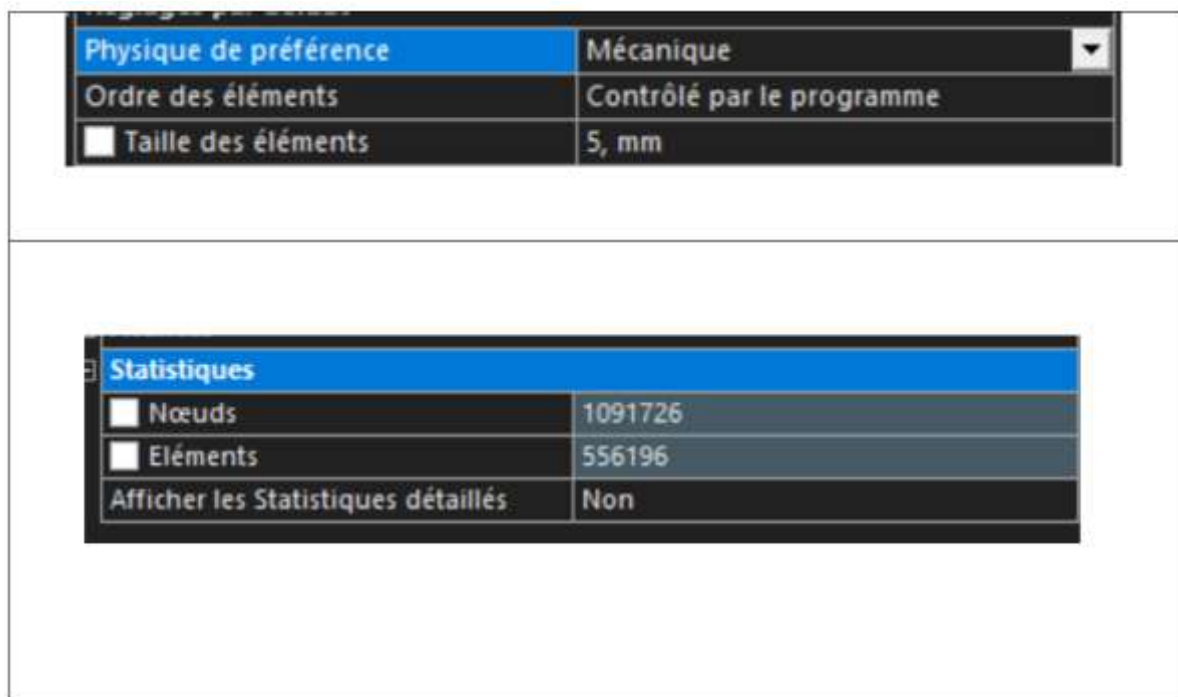 Physique de préférence Mécanique
Ordre des éléments Contrôlé par le programme
Taille des éléments 5, mm
Statistiques
Nœuds 1091726
Eléments 556196
Afficher les Statistiques détaillés Non